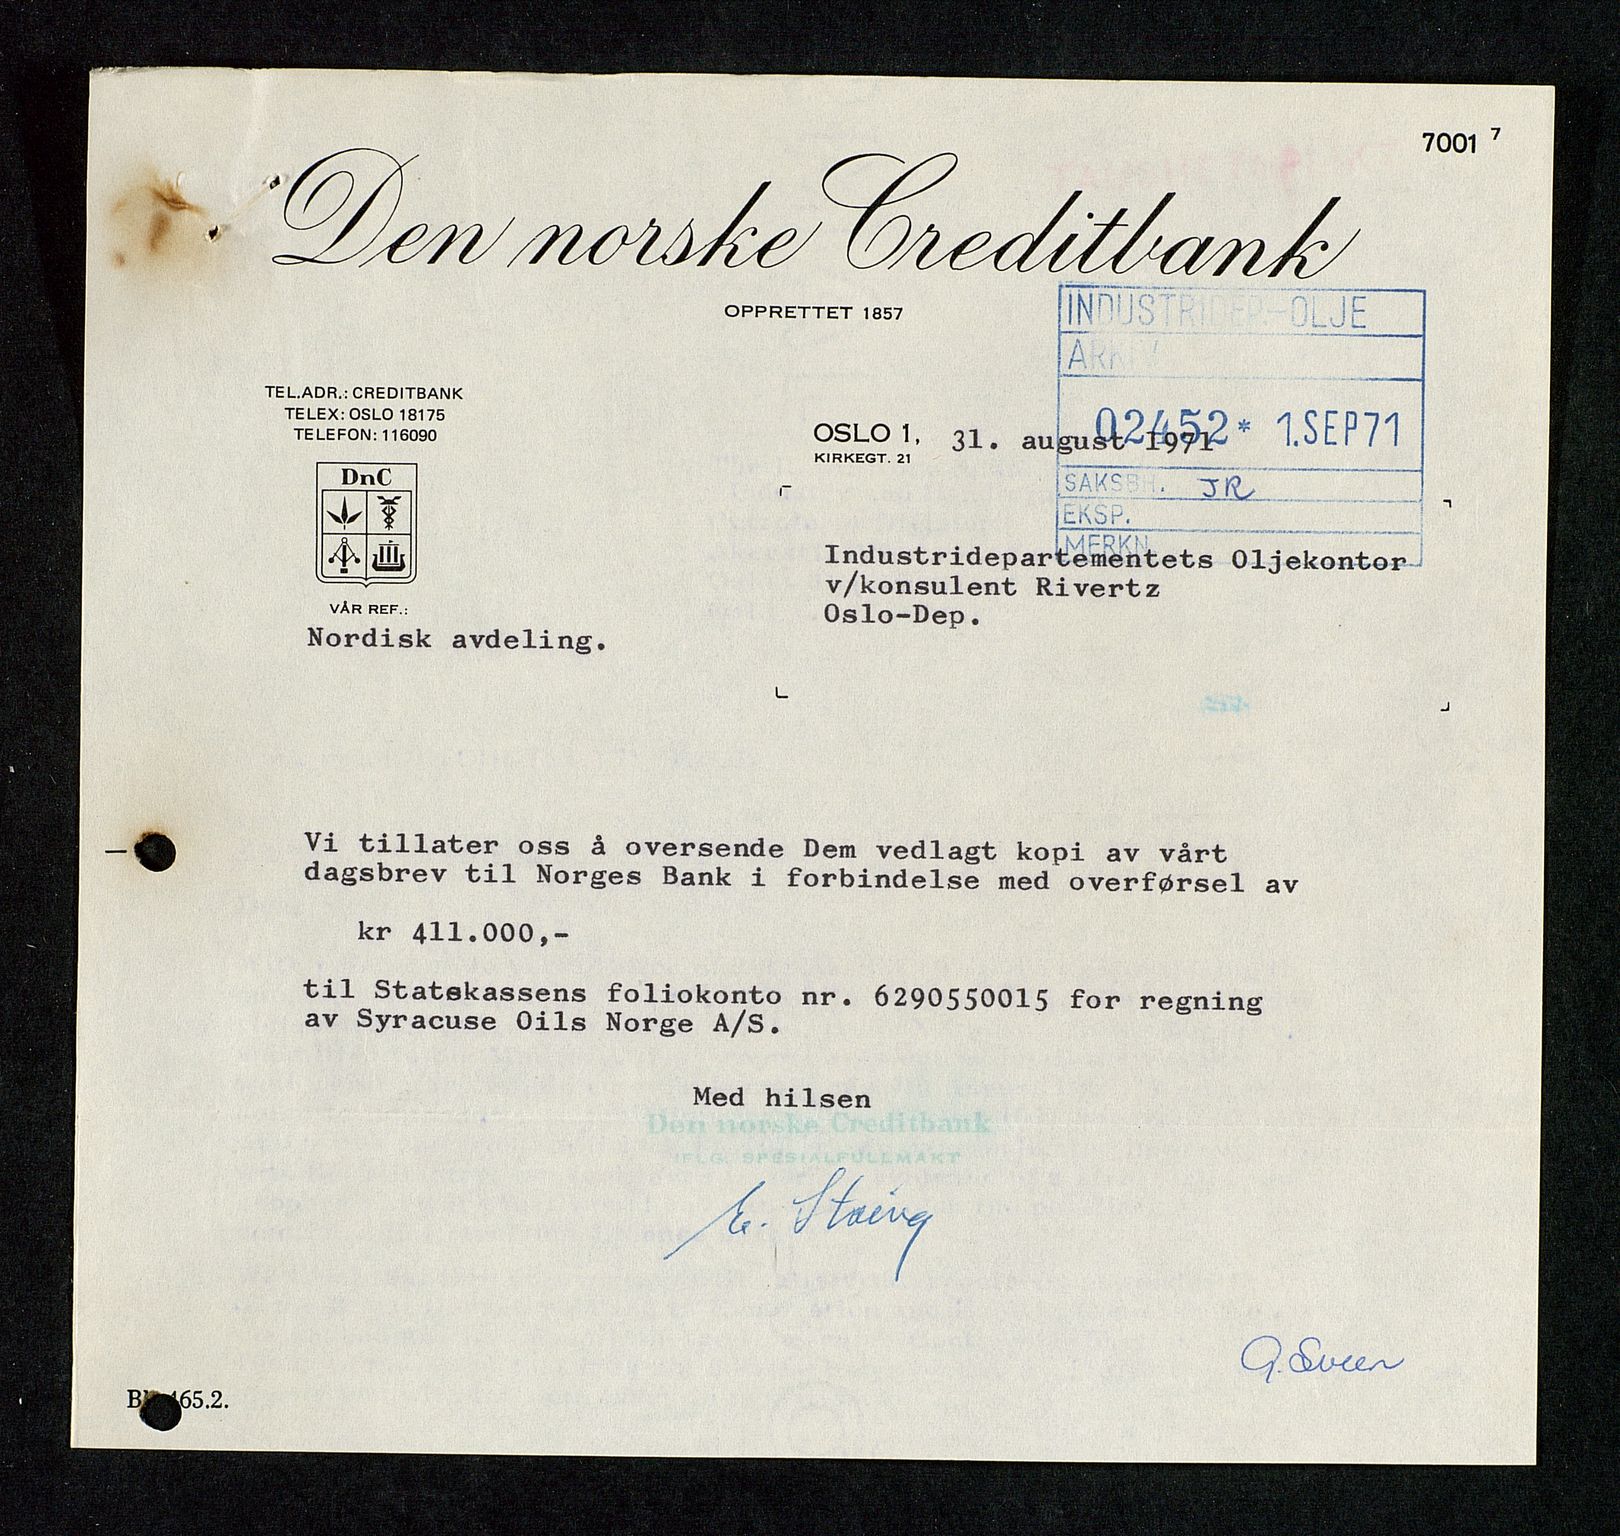 7001 7
Den norske Creditbank
OPPRETTET 1857
INDUSTRIDEP.-OLJE
ARKIV
02452* 1.SEP71
SAKSBH. JR
EKSP.
MERKN.
TEL.ADR.: CREDITBANK
TELEX: OSLO 18175
TELEFON: 116090
OSLO 1, 31. august 1971
KIRKEGT. 21
DnC
Industridepartementets Oljekontor
v/konsulent Rivertz
Oslo-Dep.
VÅR REF.:
Nordisk avdeling.
Vi tillater oss å oversende Dem vedlagt kopi av vårt
dagsbrev til Norges Bank i forbindelse med overførsel av
kr 411.000,-
til Statskassens foliokonto nr. 6290550015 for regning
av Syracuse Oils Norge A/S.
Med hilsen
Den norske Creditbank
IFLG. SPESIALFULLMAKT
G. Sveen
465.2.